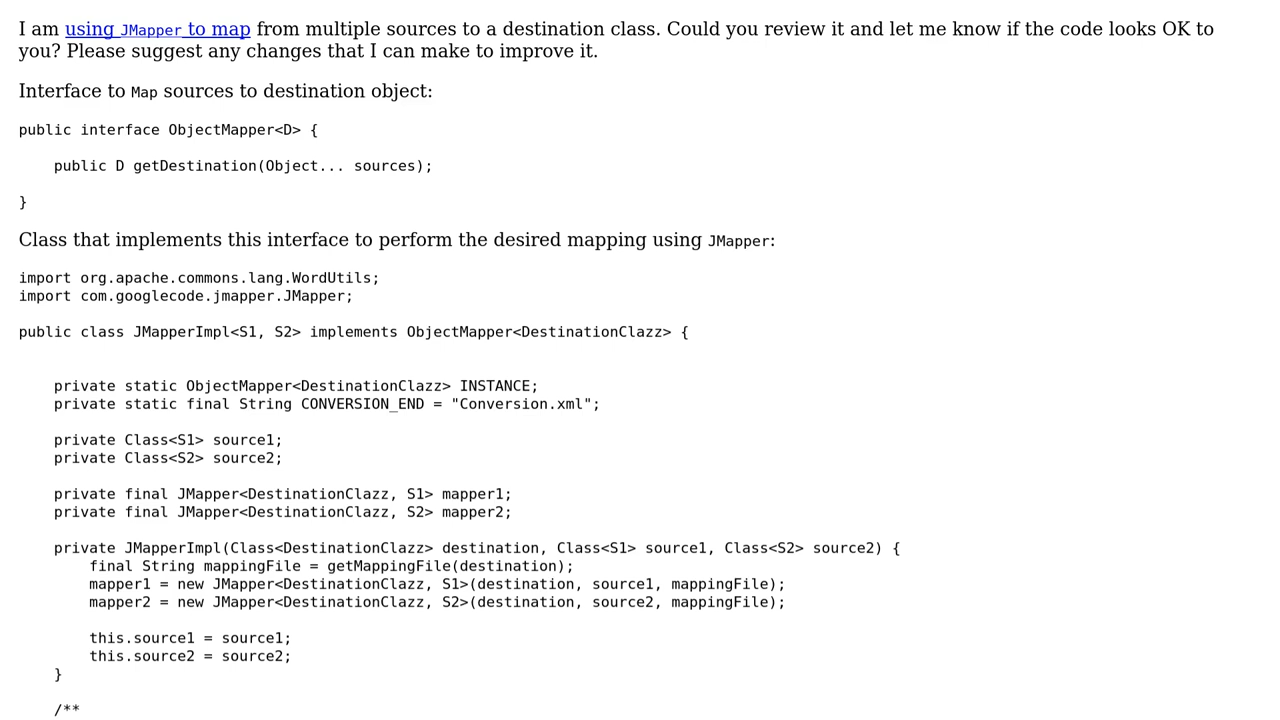 I am using JMapper to map from multiple sources to a destination class. Could you review it and let me know if the code looks OK to
you? Please suggest any changes that I can make to improve it.
Interface to Map sources to destination object:
public interface ObjectMapper<D> {
    public D getDestination(Object... sources);
}
Class that implements this interface to perform the desired mapping using JMapper:
import org.apache.commons.lang.WordUtils;
import com.googlecode.jmapper.JMapper;
public class JMapperImpl<S1, S2> implements ObjectMapper<DestinationClazz> {
    private static ObjectMapper<DestinationClazz> INSTANCE;
    private static final String CONVERSION_END = "Conversion.xml";
    private Class<S1> source1;
    private Class<S2> source2;
    private final JMapper<DestinationClazz, S1> mapper1;
    private final JMapper<DestinationClazz, S2> mapper2;
    private JMapperImpl(Class<DestinationClazz> destination, Class<S1> source1, Class<S2> source2) {
        final String mappingFile = getMappingFile(destination);
        mapper1 = new JMapper<DestinationClazz, S1>(destination, source1, mappingFile);
        mapper2 = new JMapper<DestinationClazz, S2>(destination, source2, mappingFile);
        this.source1 = source1;
        this.source2 = source2;
    }
    /**